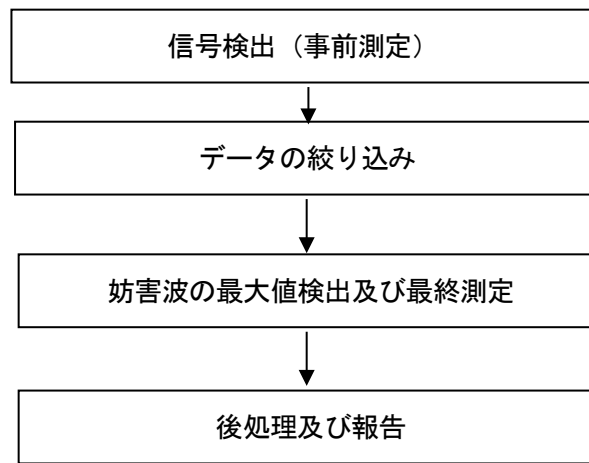 信号検出（事前測定）
データの絞り込み
妨害波の最大値検出及び最終測定
後処理及び報告